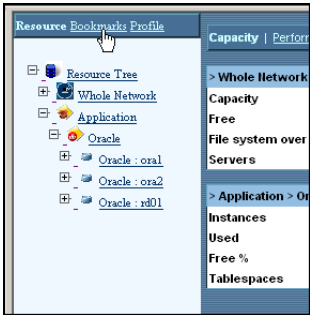 Resource Bookmarks Profile
Resource Tree
Whole Network
Application
Oracle
Oracle : ora1
Oracle : ora2
Oracle : rd01
Capacity | Perfor
> Whole Network
Capacity
Free
File system over
Servers
> Application > Or
Instances
Used
Free %
Tablespaces